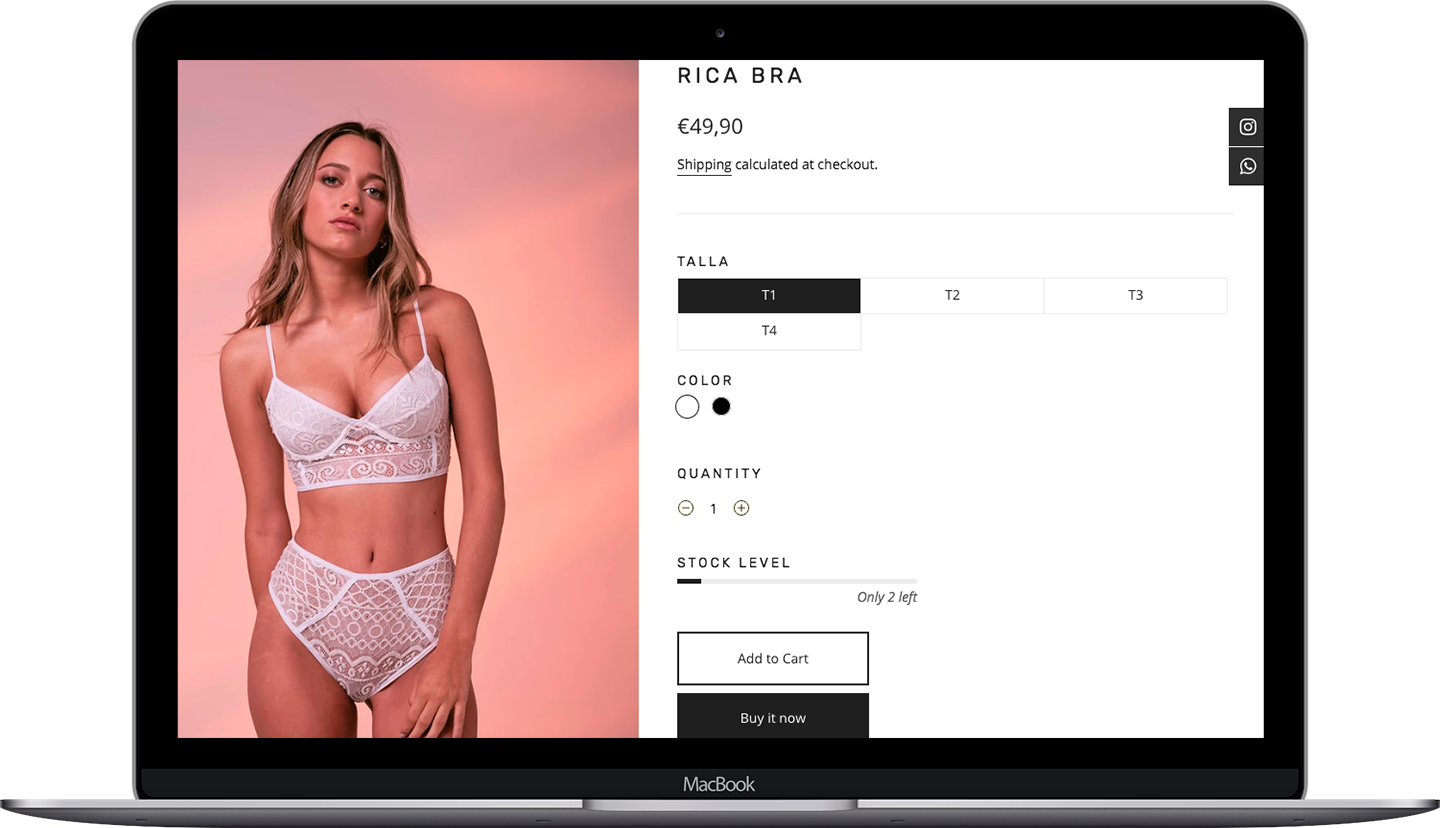 RICA BRA
€49,90
Shipping calculated at checkout.
TALLA
T1 T2 T3
T4
COLOR
QUANTITY
1
STOCK LEVEL
Only 2 left
Add to Cart
Buy it now
MacBook